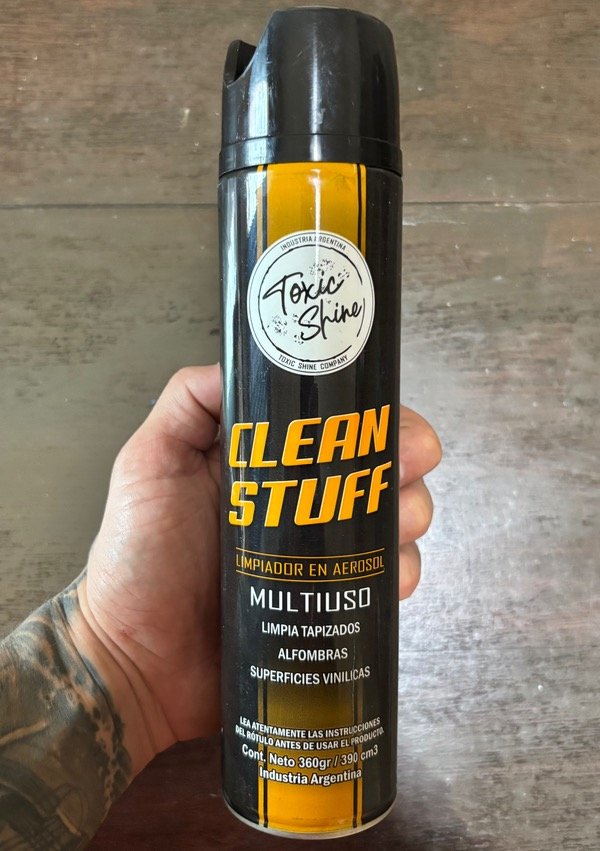 INDUSTRIA ARGENTINA
Toxic
Shine
TOXIC SHINE COMPANY
CLEAN
STUFF
LIMPIADOR EN AEROSOL
MULTIUSO
LIMPIA TAPIZADOS
ALFOMBRAS
SUPERFICIES VINILICAS
LEA ATENTAMENTE LAS INSTRUCCIONES
DEL RÓTULO ANTES DE USAR EL PRODUCTO.
Cont. Neto 360gr / 390 cm3
Industria Argentina